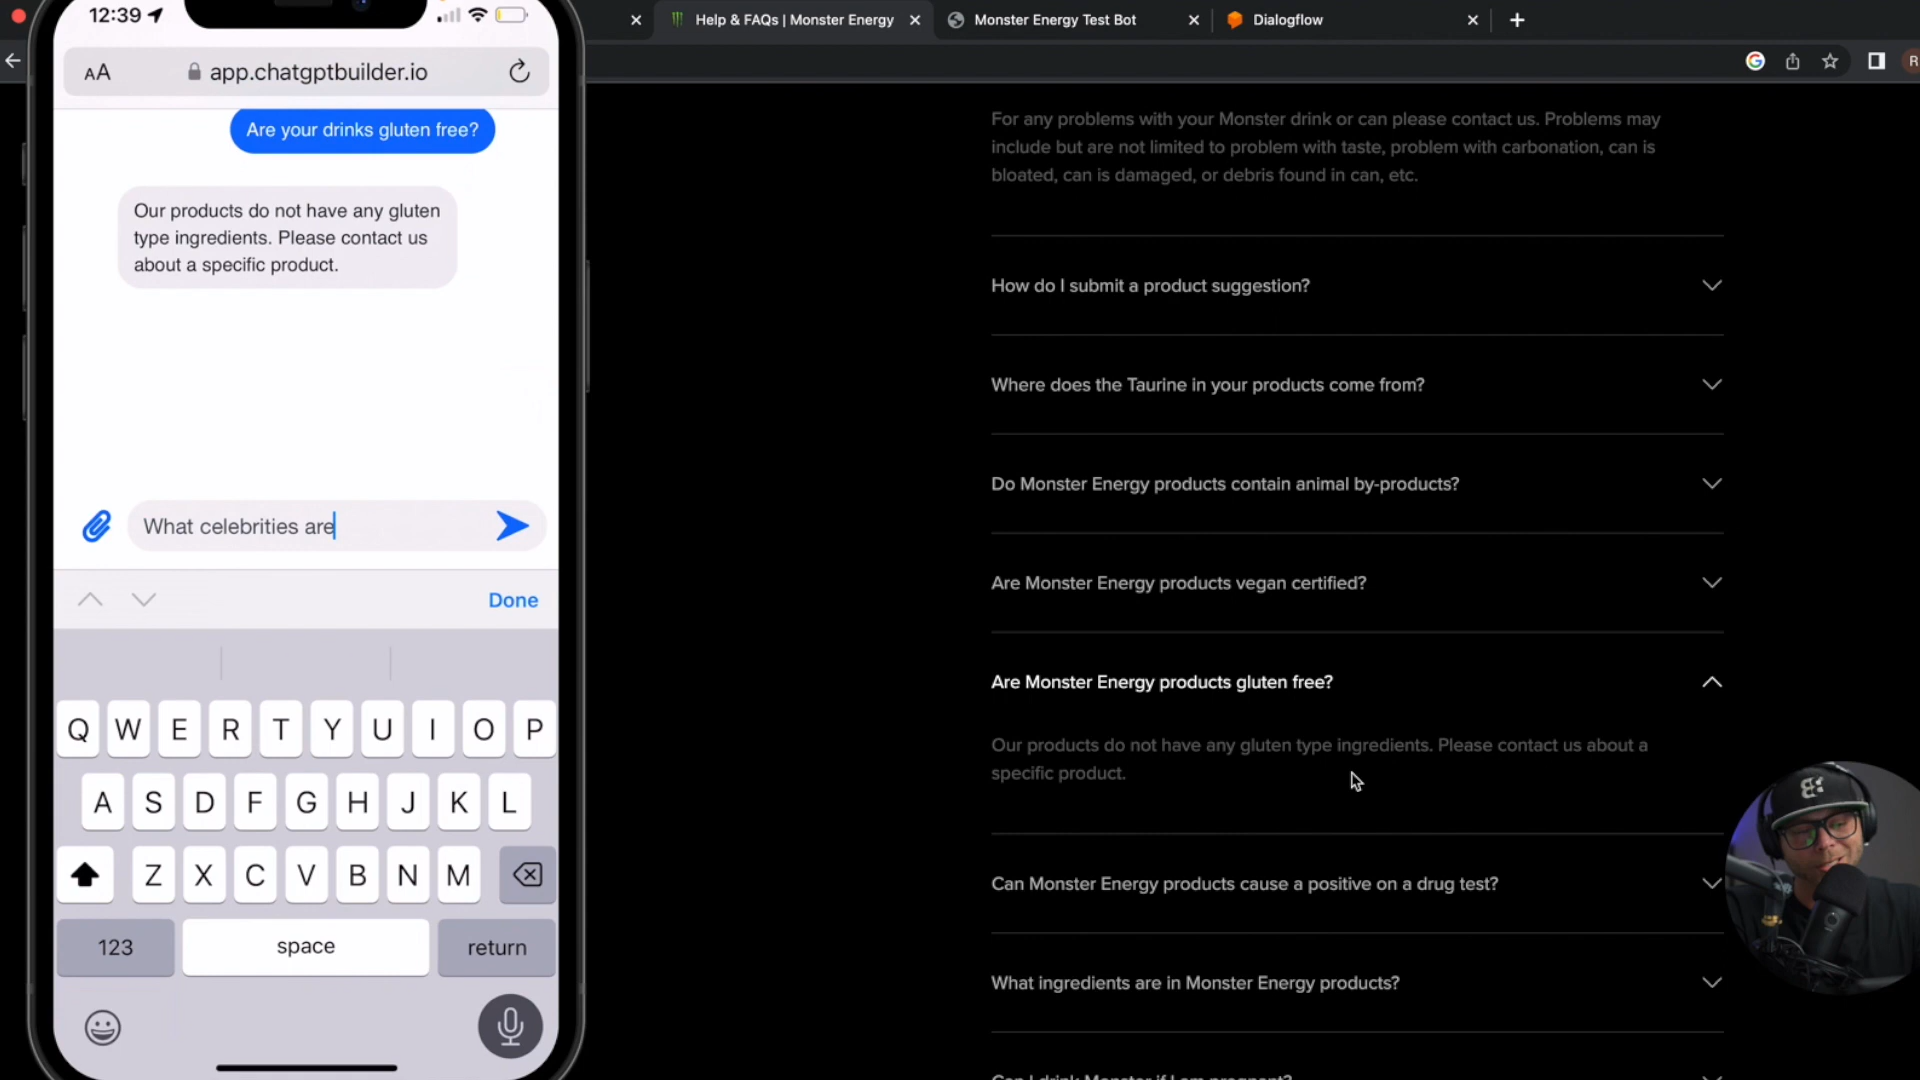 12:39
AA
app.chatgptbuilder.io
Are your drinks gluten free?
Our products do not have any gluten
type ingredients. Please contact us
about a specific product.
What celebrities are
Done
Q W E R T Y U I O P
A S D F G H J K L
Z X C V B N M
123
space
return
Help & FAQs | Monster Energy
Monster Energy Test Bot
Dialogflow
R
For any problems with your Monster drink or can please contact us. Problems may
include but are not limited to problem with taste, problem with carbonation, can is
bloated, can is damaged, or debris found in can, etc.
How do I submit a product suggestion?
Where does the Taurine in your products come from?
Do Monster Energy products contain animal by-products?
Are Monster Energy products vegan certified?
Are Monster Energy products gluten free?
Our products do not have any gluten type ingredients. Please contact us about a
specific product.
Can Monster Energy products cause a positive on a drug test?
What ingredients are in Monster Energy products?
Can I drink Monster if I am pregnant?